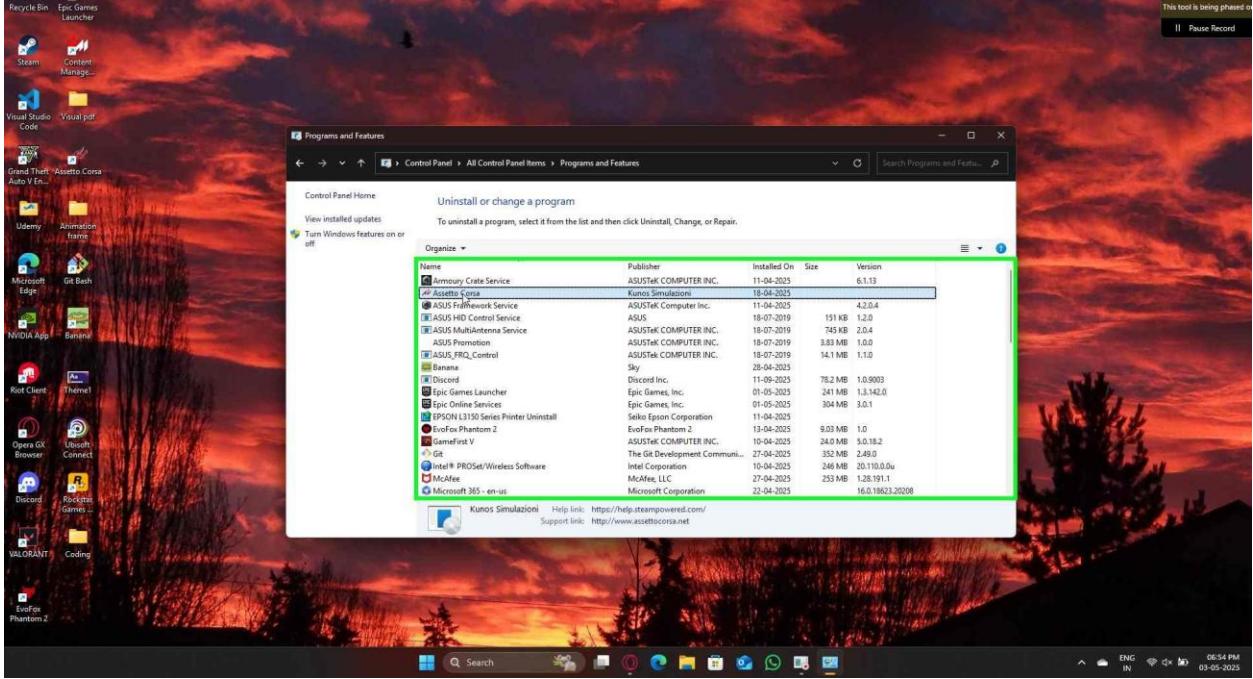 Recycle Bin
Epic Games
Launcher
Steam
Content
Manage...
Visual Studio
Code
Visual pdf
Grand Theft
Auto V En...
Assetto Corsa
Udemy
Animation
frame
Microsoft
Edge
Git Bash
NVIDIA App
Banana
Riot Client
Theme1
Opera GX
Browser
Ubisoft
Connect
Discord
Rockstar
Games ...
VALORANT
Coding
EvoFox
Phantom 2
This tool is being phased o
Pause Record
Programs and Features
Control Panel > All Control Panel Items > Programs and Features
Search Programs and Featu...
Control Panel Home
View installed updates
Turn Windows features on or
off
Uninstall or change a program
To uninstall a program, select it from the list and then click Uninstall, Change, or Repair.
Organize
Name Publisher Installed On Size Version
Armoury Crate Service ASUSTeK COMPUTER INC. 11-04-2025 6.1.13
Assetto Corsa Kunos Simulazioni 18-04-2025
ASUS Framework Service ASUSTeK Computer Inc. 11-04-2025 4.2.0.4
ASUS HID Control Service ASUS 18-07-2019 151 KB 1.2.0
ASUS MultiAntenna Service ASUSTeK COMPUTER INC. 18-07-2019 745 KB 2.0.4
ASUS Promotion ASUSTeK COMPUTER INC. 18-07-2019 3.83 MB 1.0.0
ASUS_FRQ_Control ASUSTek COMPUTER INC. 18-07-2019 14.1 MB 1.1.0
Banana Sky 28-04-2025
Discord Discord Inc. 11-09-2025 78.2 MB 1.0.9003
Epic Games Launcher Epic Games, Inc. 01-05-2025 241 MB 1.3.142.0
Epic Online Services Epic Games, Inc. 01-05-2025 304 MB 3.0.1
EPSON L3150 Series Printer Uninstall Seiko Epson Corporation 11-04-2025
EvoFox Phantom 2 EvoFox Phantom 2 13-04-2025 9.03 MB 1.0
GameFirst V ASUSTeK COMPUTER INC. 10-04-2025 24.0 MB 5.0.18.2
Git The Git Development Communi... 27-04-2025 352 MB 2.49.0
Intel® PROSet/Wireless Software Intel Corporation 10-04-2025 246 MB 20.110.0.0u
McAfee McAfee, LLC 27-04-2025 253 MB 1.28.191.1
Microsoft 365 - en-us Microsoft Corporation 22-04-2025 16.0.18623.20208
Kunos Simulazioni Help link: https://help.steampowered.com/
Support link: http://www.assettocorsa.net
Search
ENG
IN
06:54 PM
03-05-2025